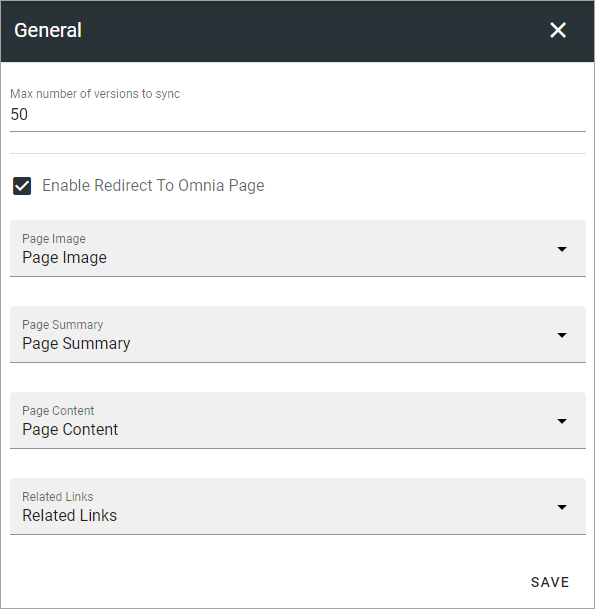 General
Max number of versions to sync
50
Enable Redirect To Omnia Page
Page Image
Page Image
Page Summary
Page Summary
Page Content
Page Content
Related Links
Related Links
SAVE